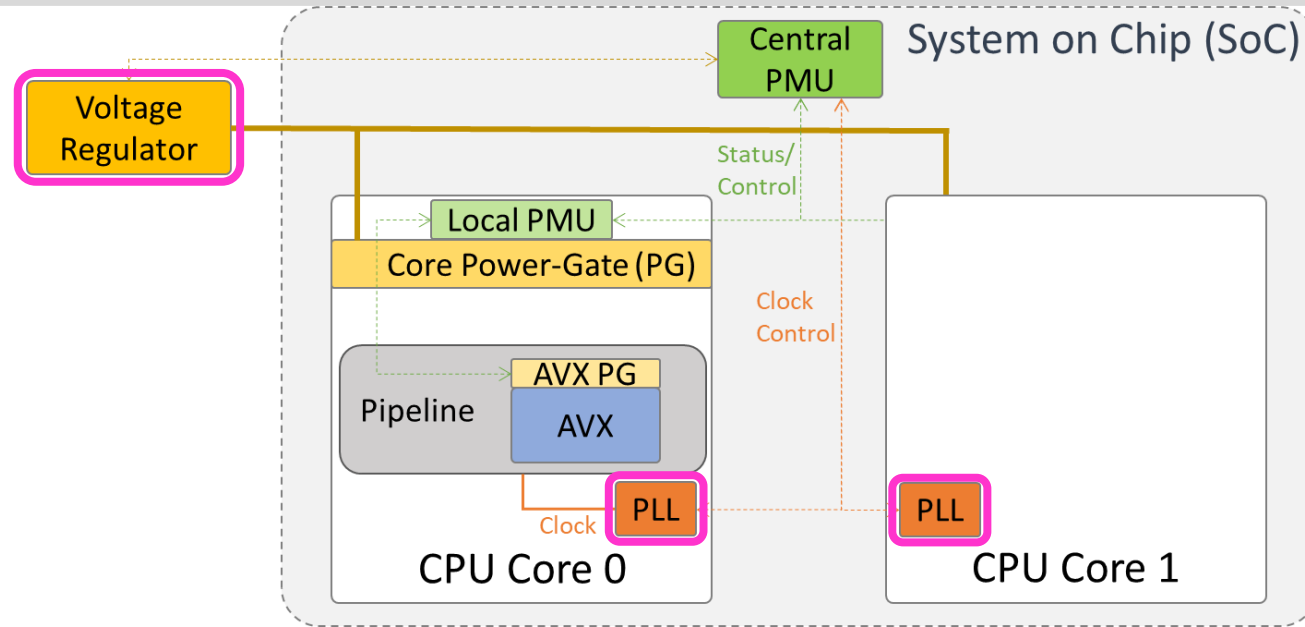 System on Chip (SoC)
Central
PMU
Voltage
Regulator
Status/
Control
Local PMU
Core Power-Gate (PG)
Clock
Control
AVX PG
Pipeline
AVX
PLL
PLL
Clock
CPU Core 0
CPU Core 1